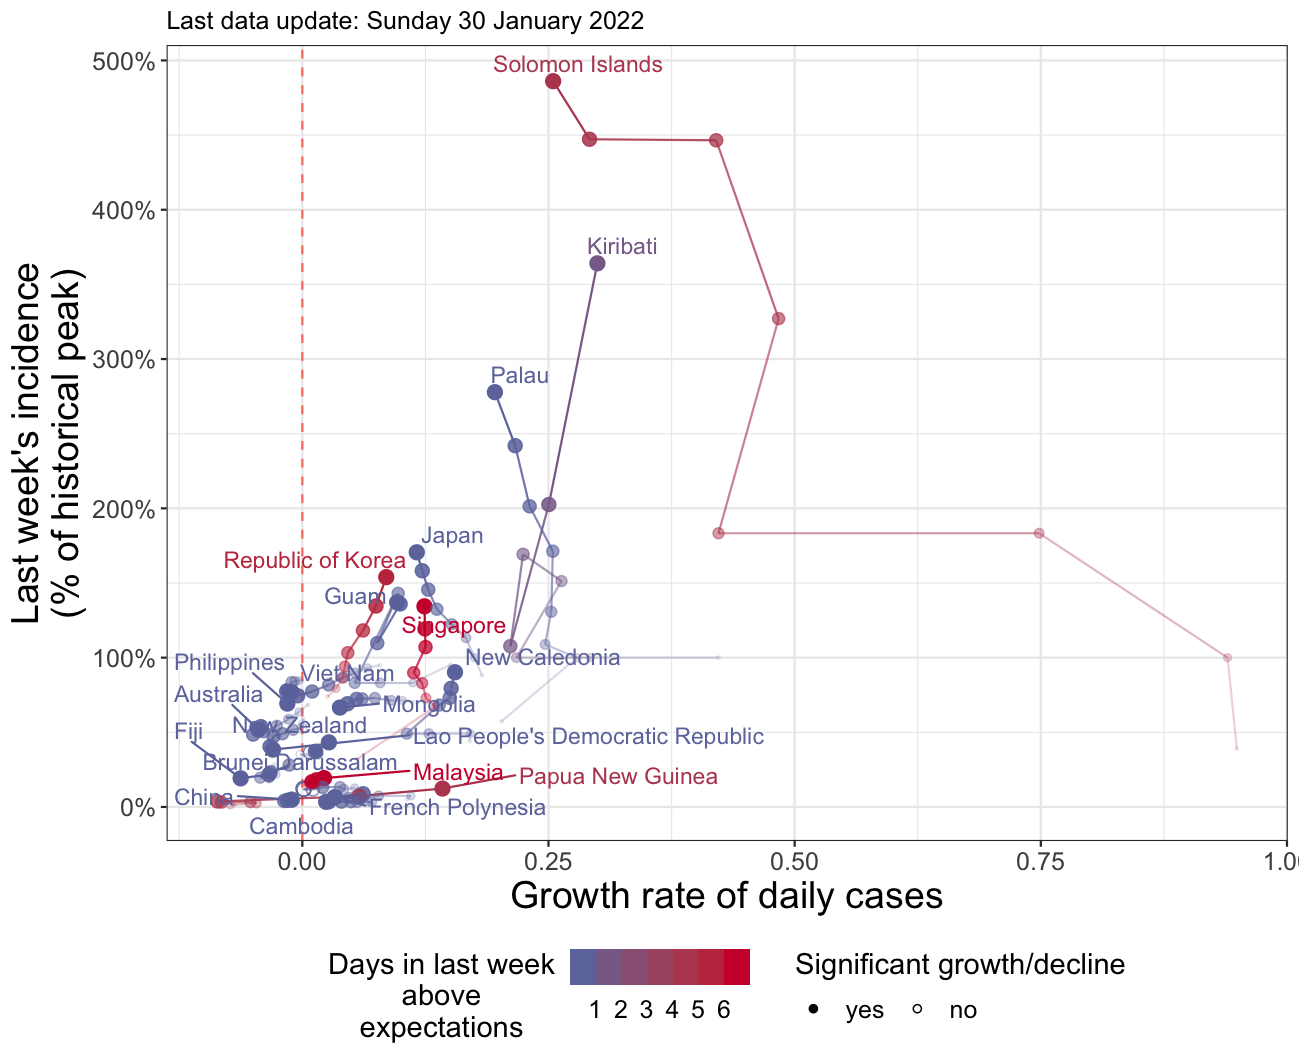 Last data update: Sunday 30 January 2022
Last week's incidence
(% of historical peak)
500%
400%
300%
200%
100%
0%
Solomon Islands
Kiribati
Palau
Japan
Republic of Korea
Guam
Singapore
New Caledonia
Philippines
Viet Nam
Australia
Mongolia
New Zealand
Fiji
Lao People's Democratic Republic
Brunei Darussalam
Malaysia
Papua New Guinea
China
French Polynesia
Cambodia
0.00 0.25 0.50 0.75 1.0
Growth rate of daily cases
Days in last week
above
expectations
1 2 3 4 5 6
Significant growth/decline
yes no